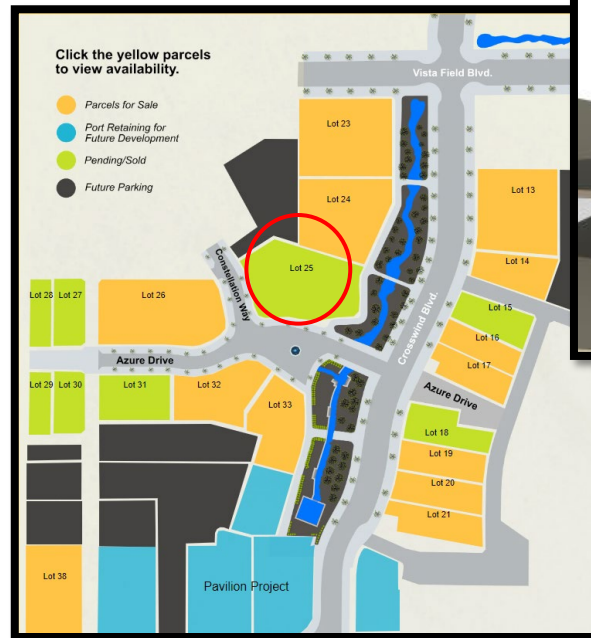 Click the yellow parcels
to view availability.
Parcels for Sale
Port Retaining for
Future Development
Pending/Sold
Future Parking
Vista Field Blvd.
Lot 23
Lot 24
Lot 13
Lot 14
Constellation Way
Lot 25
Lot 28
Lot 27
Lot 26
Crosswind Blvd.
Lot 15
Lot 16
Lot 17
Azure Drive
Azure Drive
Lot 29
Lot 30
Lot 31
Lot 32
Lot 33
Lot 18
Lot 19
Lot 20
Lot 21
Lot 38
Pavilion Project